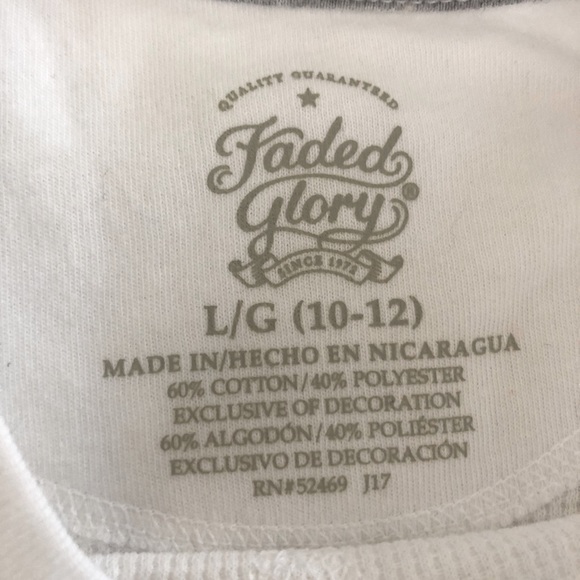 QUALITY GUARANTEED
Faded
Glory®
SINCE 1972
L/G (10-12)
MADE IN/HECHO EN NICARAGUA
60% COTTON/40% POLYESTER
EXCLUSIVE OF DECORATION
60% ALGODÓN/40% POLIÉSTER
EXCLUSIVO DE DECORACIÓN
RN#52469 J17